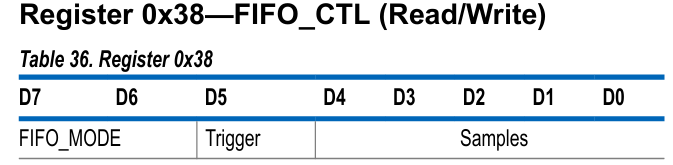 Register 0x38—FIFO_CTL (Read/Write)
Table 36. Register 0x38
D7 D6 D5 D4 D3 D2 D1 D0
FIFO_MODE Trigger Samples